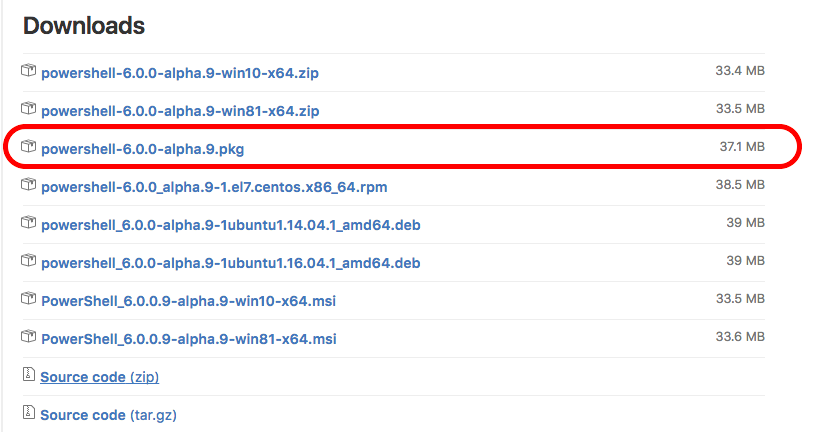 Downloads
powershell-6.0.0-alpha.9-win10-x64.zip 33.4 MB
powershell-6.0.0-alpha.9-win81-x64.zip 33.5 MB
powershell-6.0.0-alpha.9.pkg 37.1 MB
powershell-6.0.0_alpha.9-1.el7.centos.x86_64.rpm 38.5 MB
powershell_6.0.0-alpha.9-1ubuntu1.14.04.1_amd64.deb 39 MB
powershell_6.0.0-alpha.9-1ubuntu1.16.04.1_amd64.deb 39 MB
PowerShell_6.0.0.9-alpha.9-win10-x64.msi 33.5 MB
PowerShell_6.0.0.9-alpha.9-win81-x64.msi 33.6 MB
Source code (zip)
Source code (tar.gz)